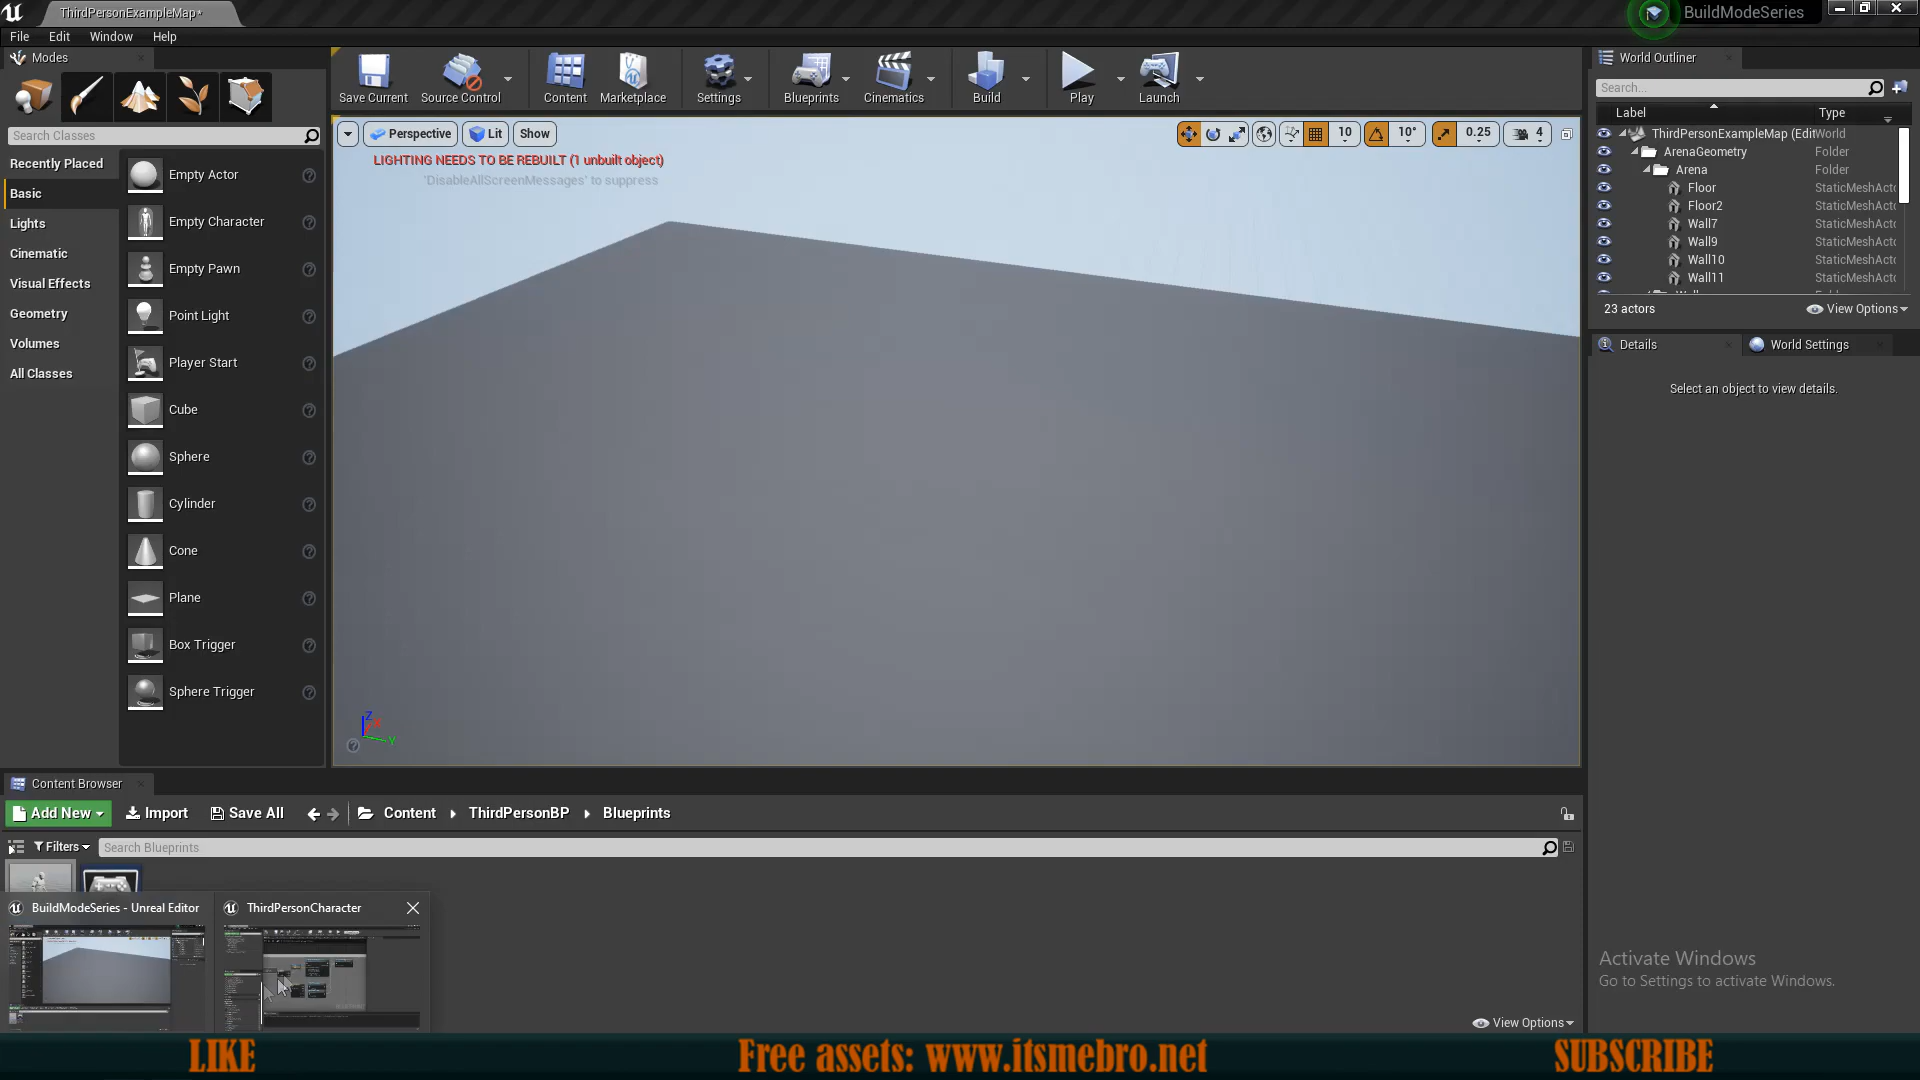 ThirdPersonExampleMap*
BuildModeSeries
File Edit Window Help
Modes
Search Classes
Recently Placed
Basic
Lights
Cinematic
Visual Effects
Geometry
Volumes
All Classes
Empty Actor
Empty Character
Empty Pawn
Point Light
Player Start
Cube
Sphere
Cylinder
Cone
Plane
Box Trigger
Sphere Trigger
Save Current Source Control Content Marketplace Settings Blueprints Cinematics Build Play Launch
Perspective Lit Show
10 10° 0.25 4
LIGHTING NEEDS TO BE REBUILT (1 unbuilt object)
'DisableAllScreenMessages' to suppress
Z
X
Y
World Outliner
Search...
Label Type
ThirdPersonExampleMap (Edit World
ArenaGeometry Folder
Arena Folder
Floor StaticMeshActo
Floor2 StaticMeshActo
Wall7 StaticMeshActo
Wall9 StaticMeshActo
Wall10 StaticMeshActo
Wall11 StaticMeshActo
23 actors View Options
Details World Settings
Select an object to view details.
Content Browser
Add New Import Save All Content ThirdPersonBP Blueprints
Filters Search Blueprints
BuildModeSeries - Unreal Editor ThirdPersonCharacter
View Options
Activate Windows
Go to Settings to activate Windows.
LIKE Free assets: www.itsmebro.net SUBSCRIBE